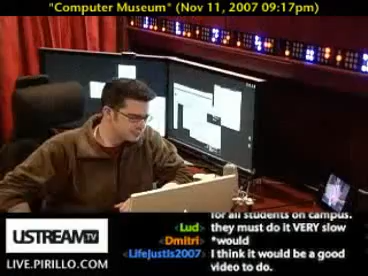 "Computer Museum" (Nov 11, 2007 09:17pm)
for all students on campus.
<Lud> they must do it VERY slow
<Dmitri> *would
<LifeJustIs2007> I think it would be a good
video to do.
USTREAM TV
LIVE.PIRILLO.COM